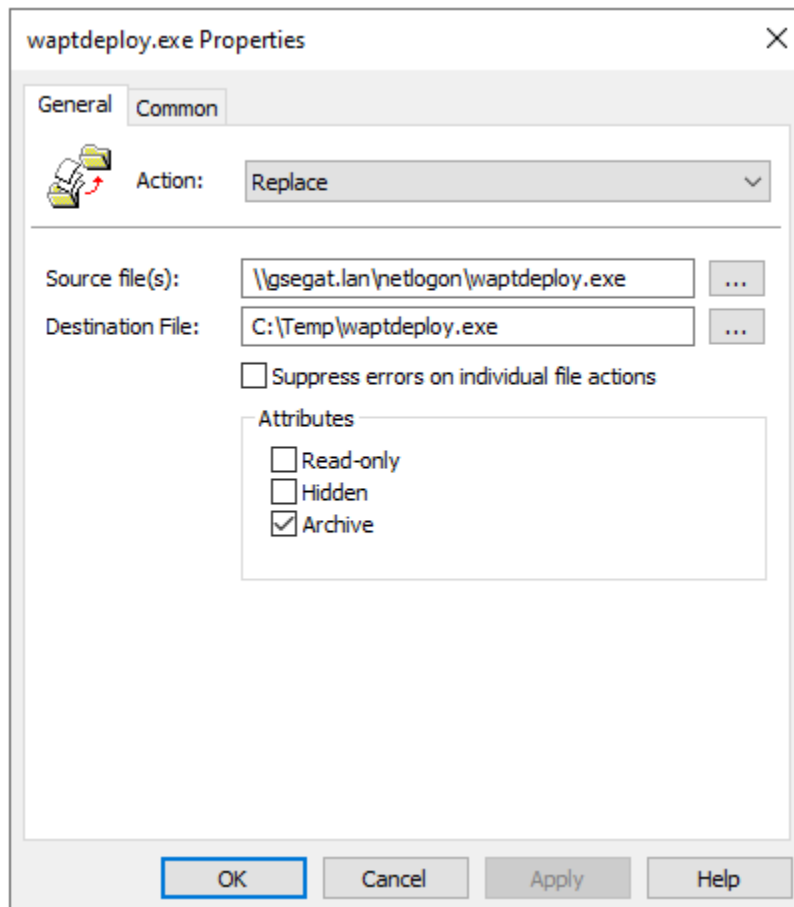 waptdeploy.exe Properties
General Common
Action: Replace
Source file(s): \\gsegat.lan\netlogon\waptdeploy.exe ...
Destination File: C:\Temp\waptdeploy.exe ...
Suppress errors on individual file actions
Attributes
Read-only
Hidden
Archive
OK Cancel Apply Help